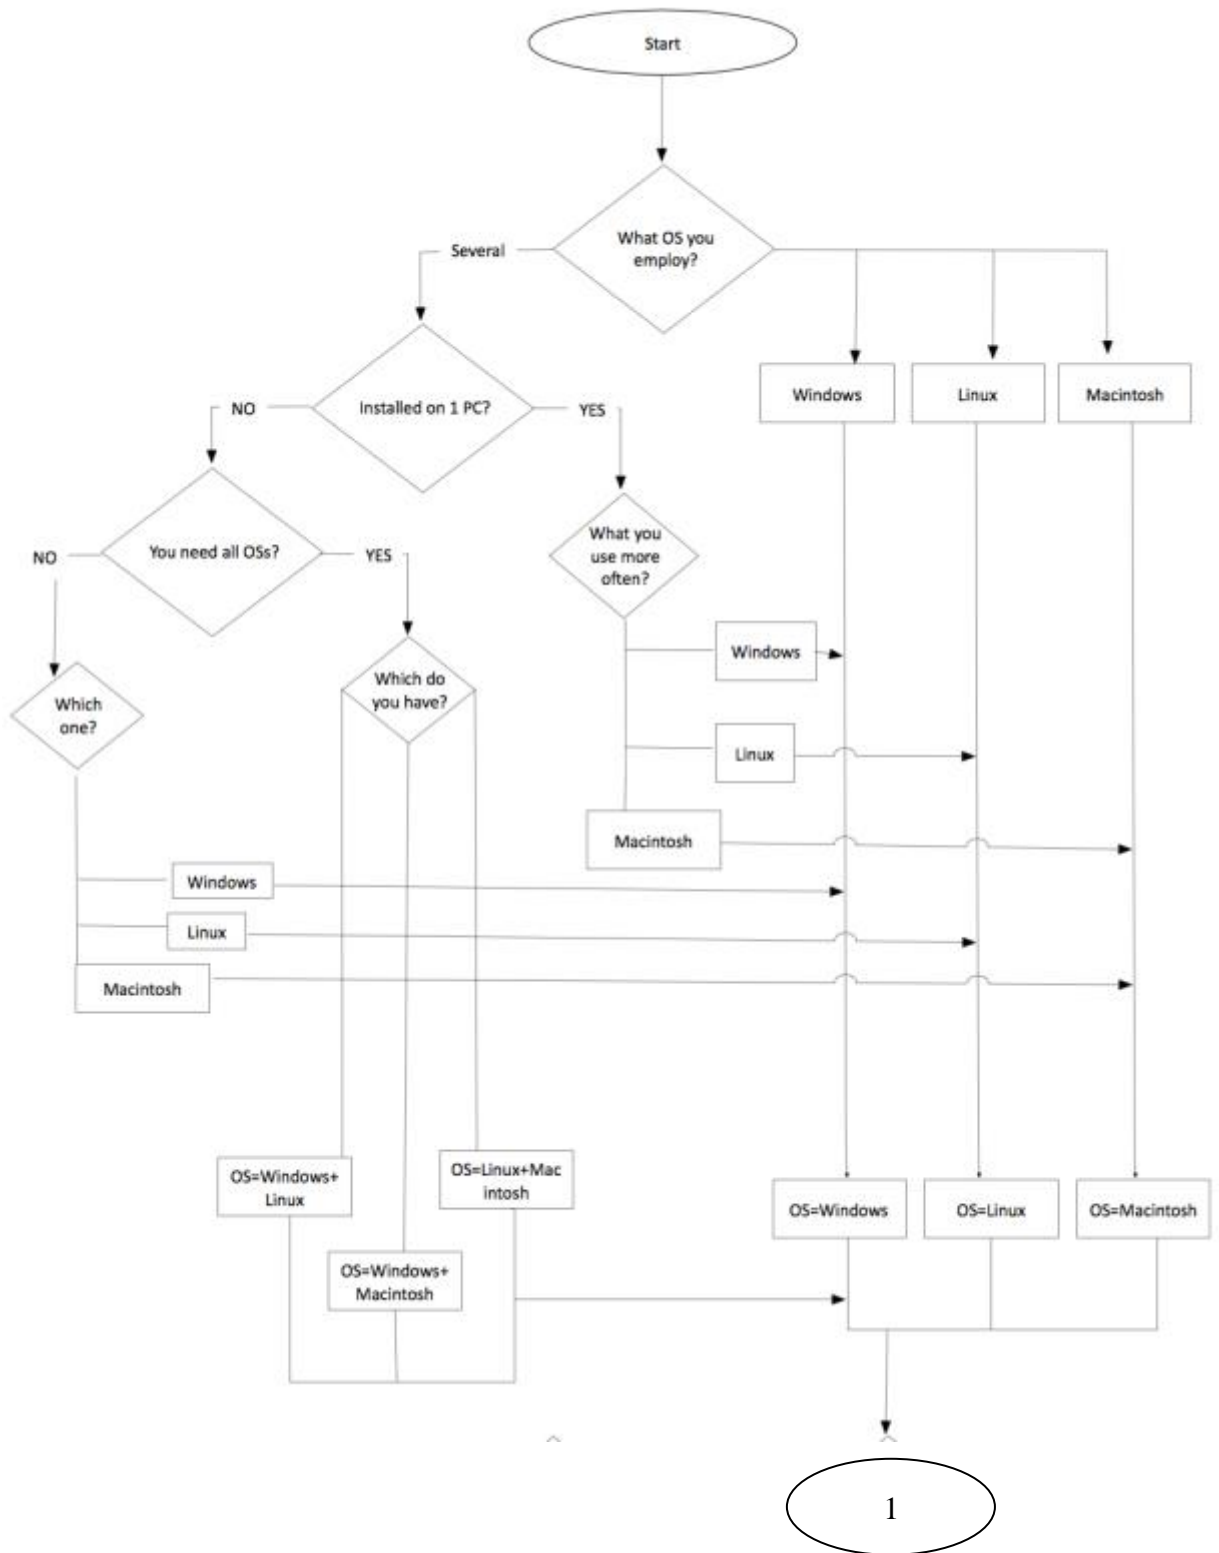 Start
What OS you
employ?
Several
Windows
Linux
Macintosh
Installed on 1 PC?
NO
YES
You need all OSs?
NO
YES
What you
use more
often?
Windows
Linux
Macintosh
Which do
you have?
Which
one?
Windows
Linux
Macintosh
OS=Windows+
Linux
OS=Linux+Mac
intosh
OS=Windows+
Macintosh
OS=Windows
OS=Linux
OS=Macintosh
1